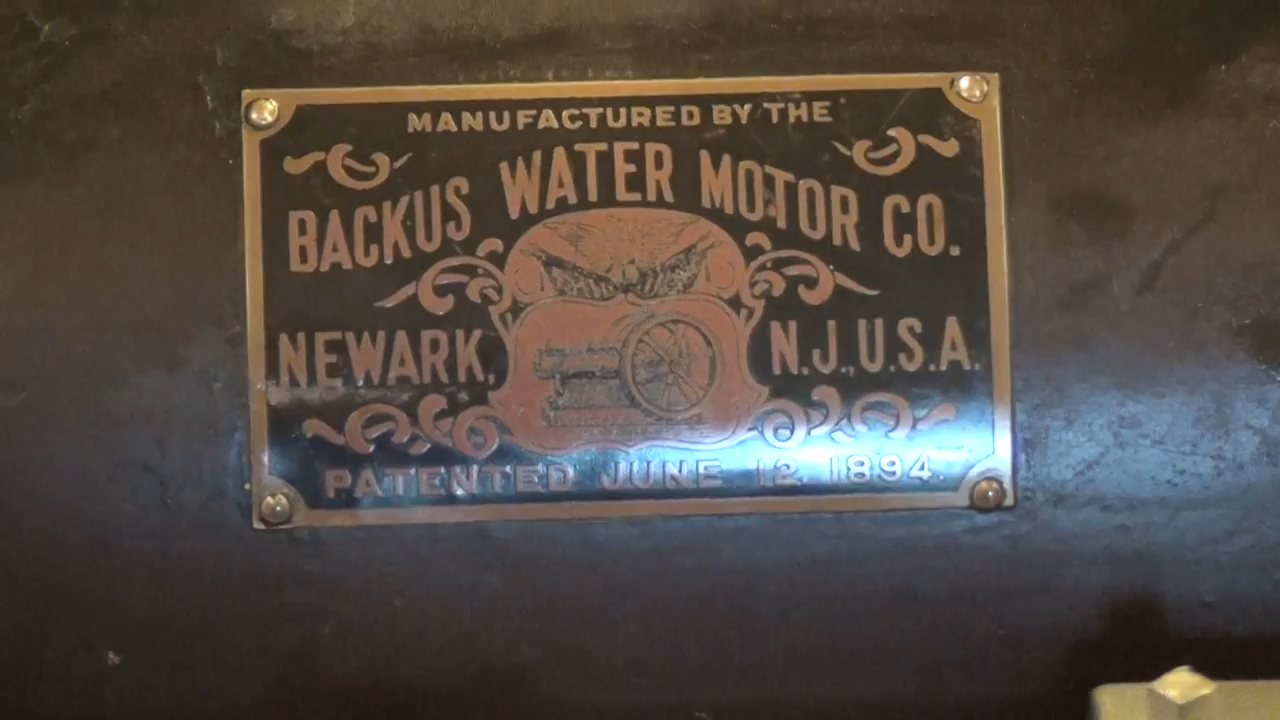 MANUFACTURED BY THE
BACKUS WATER MOTOR CO.
NEWARK, N.J., U.S.A.
PATENTED JUNE 12, 1894.